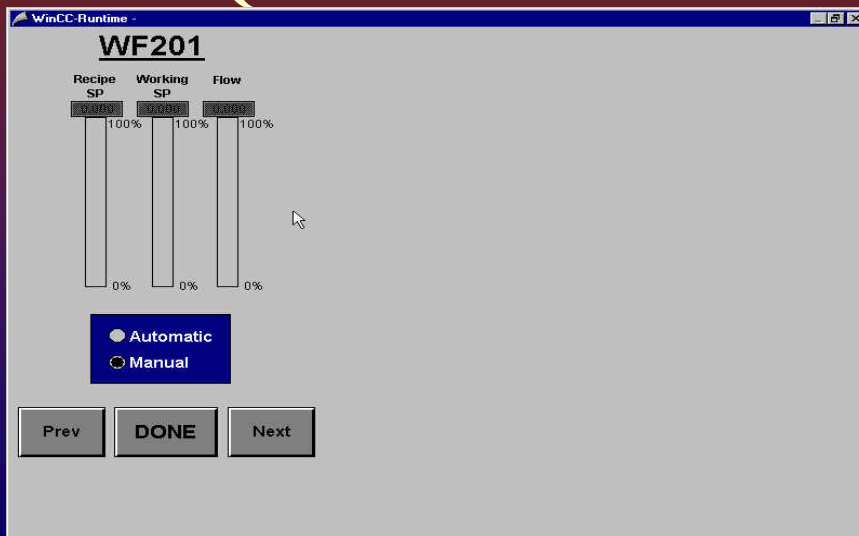 WinCC-Runtime -
WF201
Recipe SP Working SP Flow
0.000 0.000 0.000
100% 100% 100%
0% 0% 0%
Automatic
Manual
Prev DONE Next